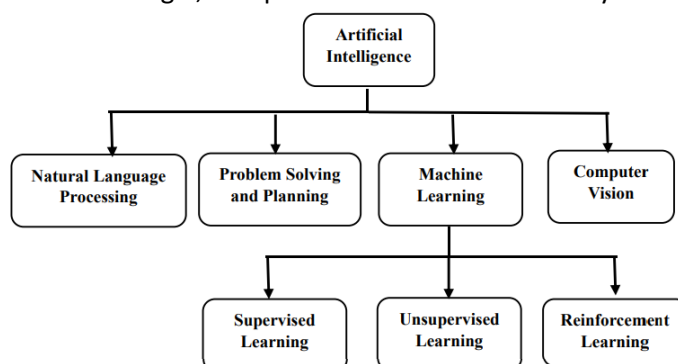 Artificial
Intelligence
Natural Language
Processing
Problem Solving
and Planning
Machine
Learning
Computer
Vision
Supervised
Learning
Unsupervised
Learning
Reinforcement
Learning